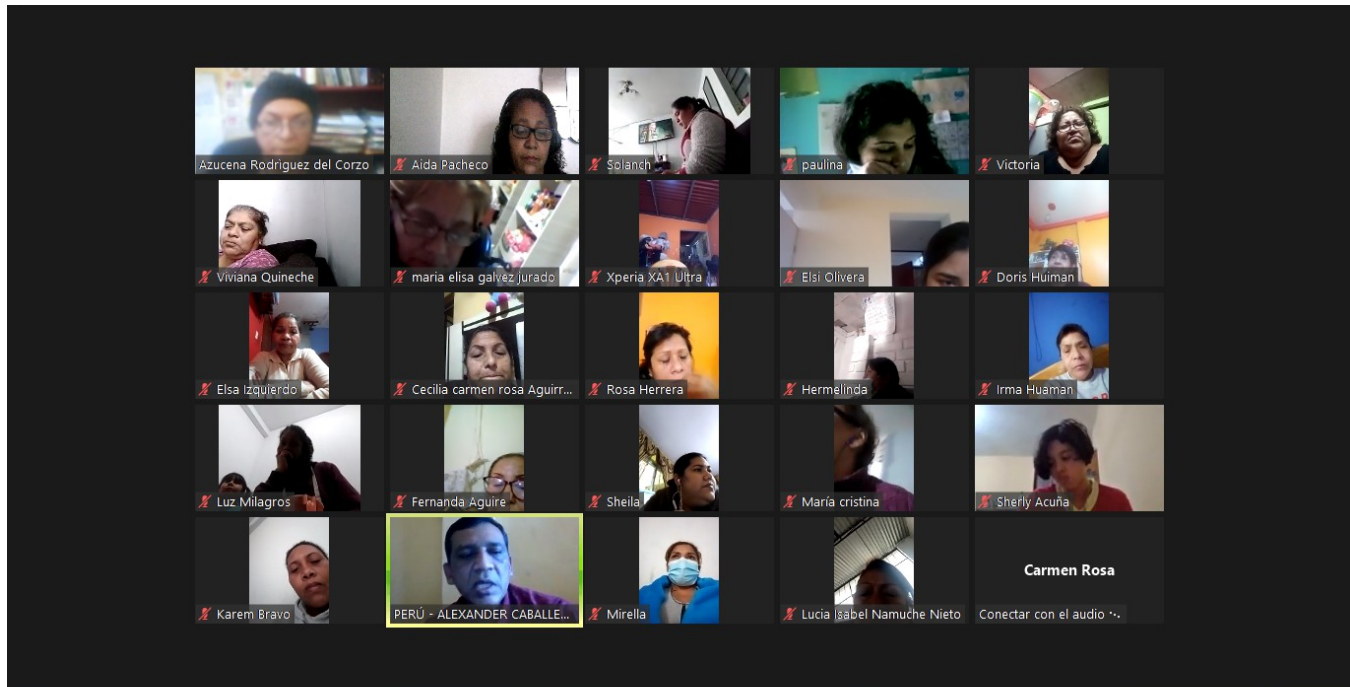 Azucena Rodrìguez del Corzo
Aida Pacheco
Solanch
paulina
Victoria
Viviana Quineche
maria elisa galvez jurado
Xperia XA1 Ultra
Elsi Olivera
Doris Huiman
Elsa Izquierdo
Cecilia carmen rosa Aguirr...
Rosa Herrera
Hermelinda
Irma Huaman
Luz Milagros
Fernanda Aguire
Sheila
María cristina
Sherly Acuña
Karem Bravo
PERÚ - ALEXANDER CABALLE...
Mirella
Lucia Isabel Namuche Nieto
Carmen Rosa
Conectar con el audio